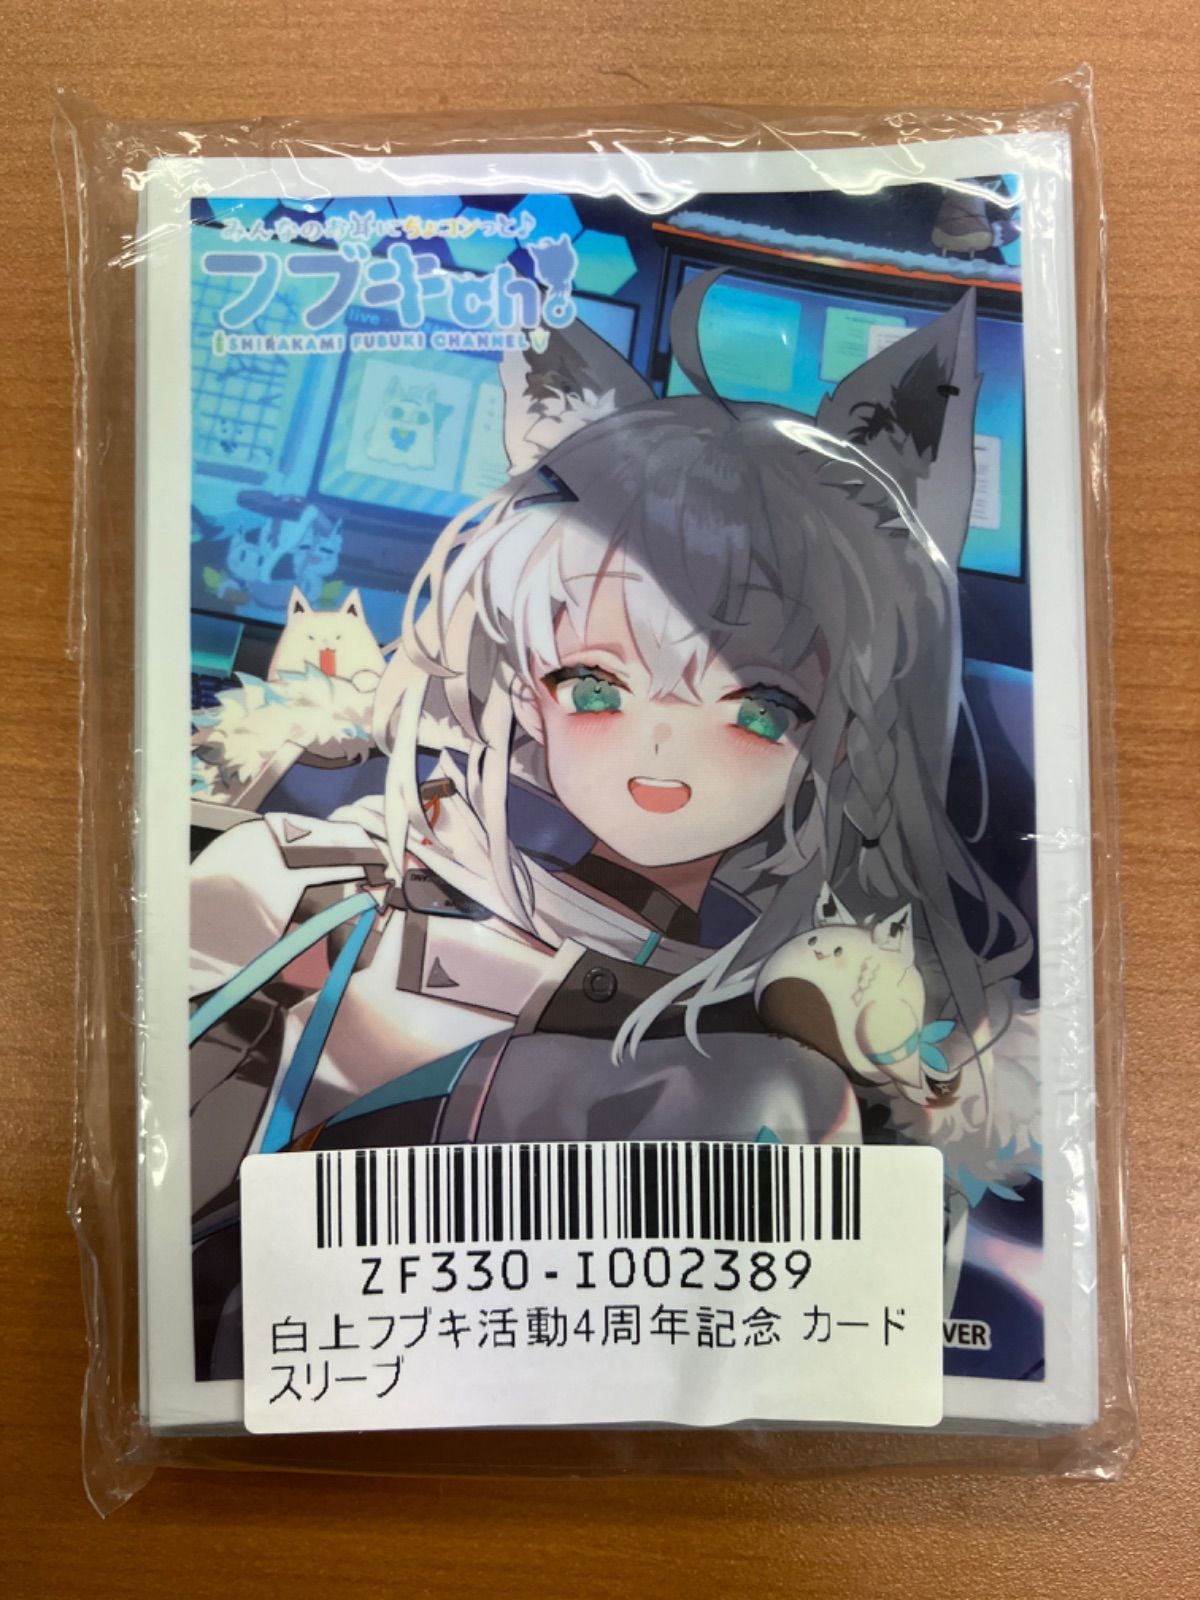 みんなのお耳にちょコンっと♪
フブキch!
SHIRAKAMI FUBUKI CHANNEL
live
ZF330-I002389
白上フブキ活動4周年記念 カード
スリーブ
VER